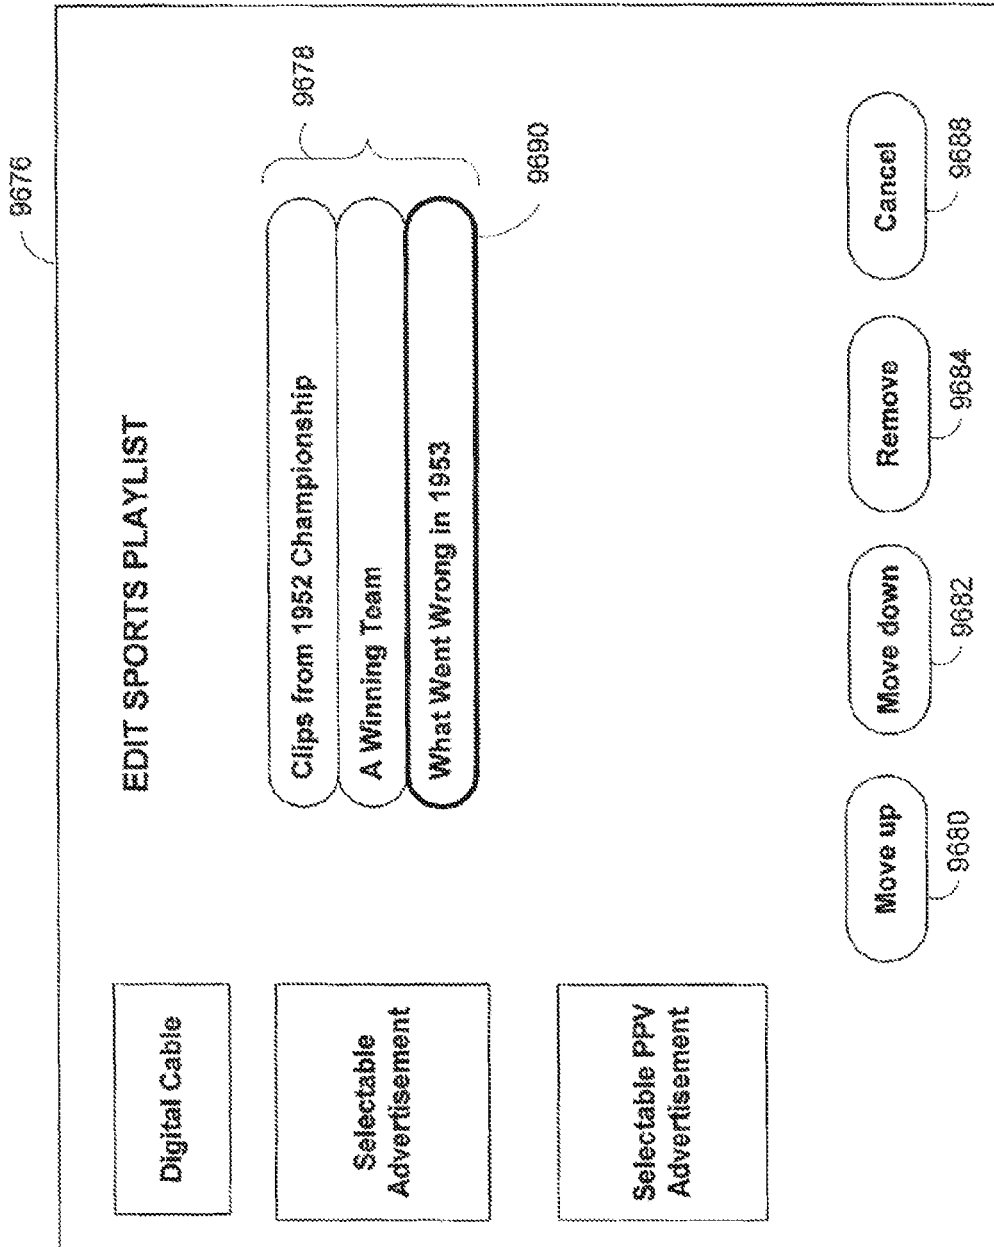 9676
EDIT SPORTS PLAYLIST
Digital Cable
Selectable
Advertisement
Selectable PPV
Advertisement
Clips from 1952 Championship
A Winning Team
What Went Wrong in 1953
9678
9690
Move up
Move down
Remove
Cancel
9680
9682
9684
9688